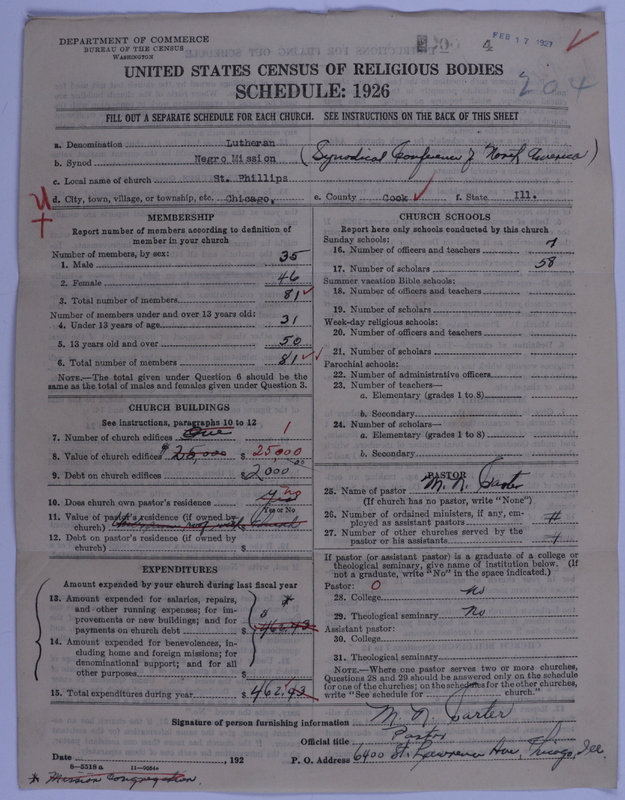 DEPARTMENT OF COMMERCE
BUREAU OF THE CENSUS
WASHINGTON
4
FEB 17 1927
UNITED STATES CENSUS OF RELIGIOUS BODIES
SCHEDULE: 1926
204
FILL OUT A SEPARATE SCHEDULE FOR EACH CHURCH. SEE INSTRUCTIONS ON THE BACK OF THIS SHEET
a. Denomination Lutheran
b. Synod Negro Mission (Synodical Conference of North America)
c. Local name of church St. Phillips
d. City, town, village, or township, etc. Chicago, e. County Cook f. State Ill.
MEMBERSHIP
Report number of members according to definition of
member in your church
Number of members, by sex:
1. Male 35
2. Female 46
3. Total number of members 81
Number of members under and over 13 years old:
4. Under 13 years of age 31
5. 13 years old and over 50
6. Total number of members 81
NOTE.—The total given under Question 6 should be the
same as the total of males and females given under Question 3.
CHURCH BUILDINGS
See instructions, paragraphs 10 to 12
7. Number of church edifices One 1
8. Value of church edifices $25,000 $ 25,000
9. Debt on church edifices $ 2000.00
10. Does church own pastor's residence yes no
Yes or No
11. Value of pastor's residence (if owned by
church) church $
12. Debt on pastor's residence (if owned by
church) $
EXPENDITURES
Amount expended by your church during last fiscal year
13. Amount expended for salaries, repairs,
and other running expenses; for im-
provements or new buildings; and for
payments on church debt $ 462.43
14. Amount expended for benevolences, in-
cluding home and foreign missions; for
denominational support; and for all
other purposes $
15. Total expenditures during year $ 462.43
CHURCH SCHOOLS
Report here only schools conducted by this church
Sunday schools:
16. Number of officers and teachers 7
17. Number of scholars 58
Summer vacation Bible schools:
18. Number of officers and teachers
19. Number of scholars
Week-day religious schools:
20. Number of officers and teachers
21. Number of scholars
Parochial schools:
22. Number of administrative officers
23. Number of teachers—
a. Elementary (grades 1 to 8)
b. Secondary
24. Number of scholars—
a. Elementary (grades 1 to 8)
b. Secondary
PASTOR
25. Name of pastor M. N. Carter
(If church has no pastor, write "None")
26. Number of ordained ministers, if any, em-
ployed as assistant pastors
27. Number of other churches served by the
pastor or his assistants
If pastor (or assistant pastor) is a graduate of a college or
theological seminary, give name of institution below. (If
not a graduate, write "No" in the space indicated.)
Pastor: 0
28. College no
29. Theological seminary No
Assistant pastor:
30. College
31. Theological seminary
NOTE.—Where one pastor serves two or more churches,
Questions 28 and 29 should be answered only on the schedule
for one of the churches; on the schedules for the other churches,
write "See schedule for church."
Signature of person furnishing information M. N. Carter
Official title Pastor
Date , 192 P. O. Address 6400 St. Lawrence Ave, Chicago, Ill.
8-5518 a
* Mission Congregation.